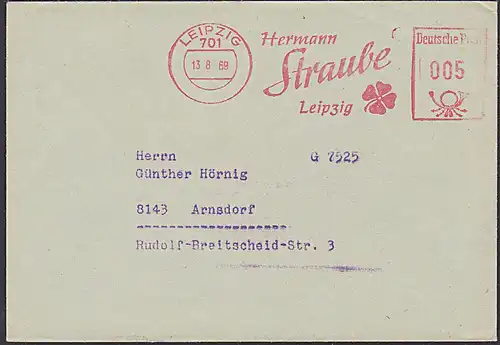 LEIPZIG
701
13 8 69
Hermann
Straube
Leipzig
Deutsche Post
005
Herrn G 7525
Günther Hörnig
8143 Arnsdorf
Rudolf-Breitscheid-Str. 3